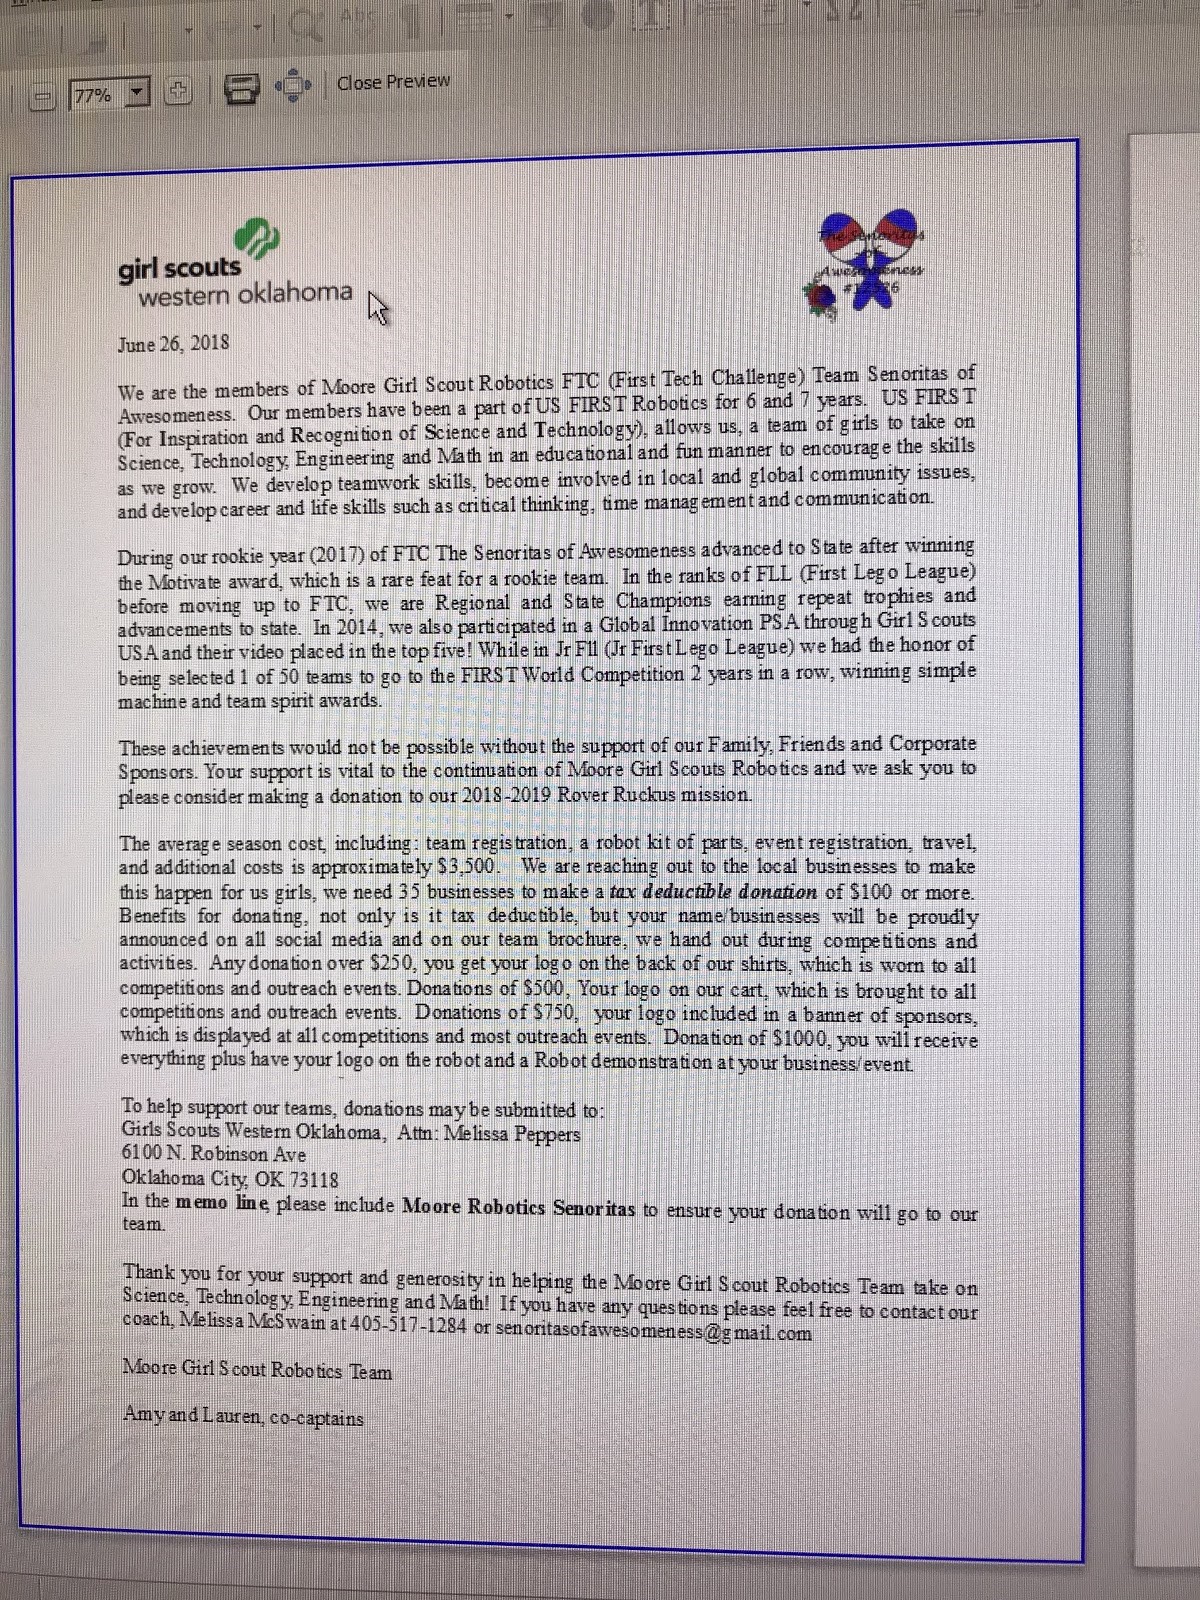 Abc
77%
Close Preview
girl scouts
western oklahoma
The Senoritas
of
Awesomeness
June 26, 2018
We are the members of Moore Girl Scout Robotics FTC (First Tech Challenge) Team Senoritas of
Awesomeness. Our members have been a part of US FIRST Robotics for 6 and 7 years. US FIRST
(For Inspiration and Recognition of Science and Technology), allows us, a team of girls to take on
Science, Technology, Engineering and Math in an educational and fun manner to encourage the skills
as we grow. We develop teamwork skills, become involved in local and global community issues,
and develop career and life skills such as critical thinking, time management and communication.
During our rookie year (2017) of FTC The Senoritas of Awesomeness advanced to State after winning
the Motivate award, which is a rare feat for a rookie team. In the ranks of FLL (First Lego League)
before moving up to FTC, we are Regional and State Champions earning repeat trophies and
advancements to state. In 2014, we also participated in a Global Innovation PSA through Girl Scouts
USA and their video placed in the top five! While in Jr Fll (Jr First Lego League) we had the honor of
being selected 1 of 50 teams to go to the FIRST World Competition 2 years in a row, winning simple
machine and team spirit awards.
These achievements would not be possible without the support of our Family, Friends and Corporate
Sponsors. Your support is vital to the continuation of Moore Girl Scouts Robotics and we ask you to
please consider making a donation to our 2018-2019 Rover Ruckus mission.
The average season cost, including: team registration, a robot kit of parts, event registration, travel,
and additional costs is approximately $3,500. We are reaching out to the local businesses to make
this happen for us girls, we need 35 businesses to make a tax deductible donation of $100 or more.
Benefits for donating, not only is it tax deductible, but your name/businesses will be proudly
announced on all social media and on our team brochure, we hand out during competitions and
activities. Any donation over $250, you get your logo on the back of our shirts, which is worn to all
competitions and outreach events. Donations of $500, Your logo on our cart, which is brought to all
competitions and outreach events. Donations of $750, your logo included in a banner of sponsors,
which is displayed at all competitions and most outreach events. Donation of $1000, you will receive
everything plus have your logo on the robot and a Robot demonstration at your business/event.
To help support our teams, donations may be submitted to:
Girls Scouts Western Oklahoma, Attn: Melissa Peppers
6100 N. Robinson Ave
Oklahoma City, OK 73118
In the memo line, please include Moore Robotics Senoritas to ensure your donation will go to our
team.
Thank you for your support and generosity in helping the Moore Girl Scout Robotics Team take on
Science, Technology, Engineering and Math! If you have any questions please feel free to contact our
coach, Melissa McSwain at 405-517-1284 or senoritasofawesomeness@gmail.com
Moore Girl Scout Robotics Team
Amy and Lauren, co-captains